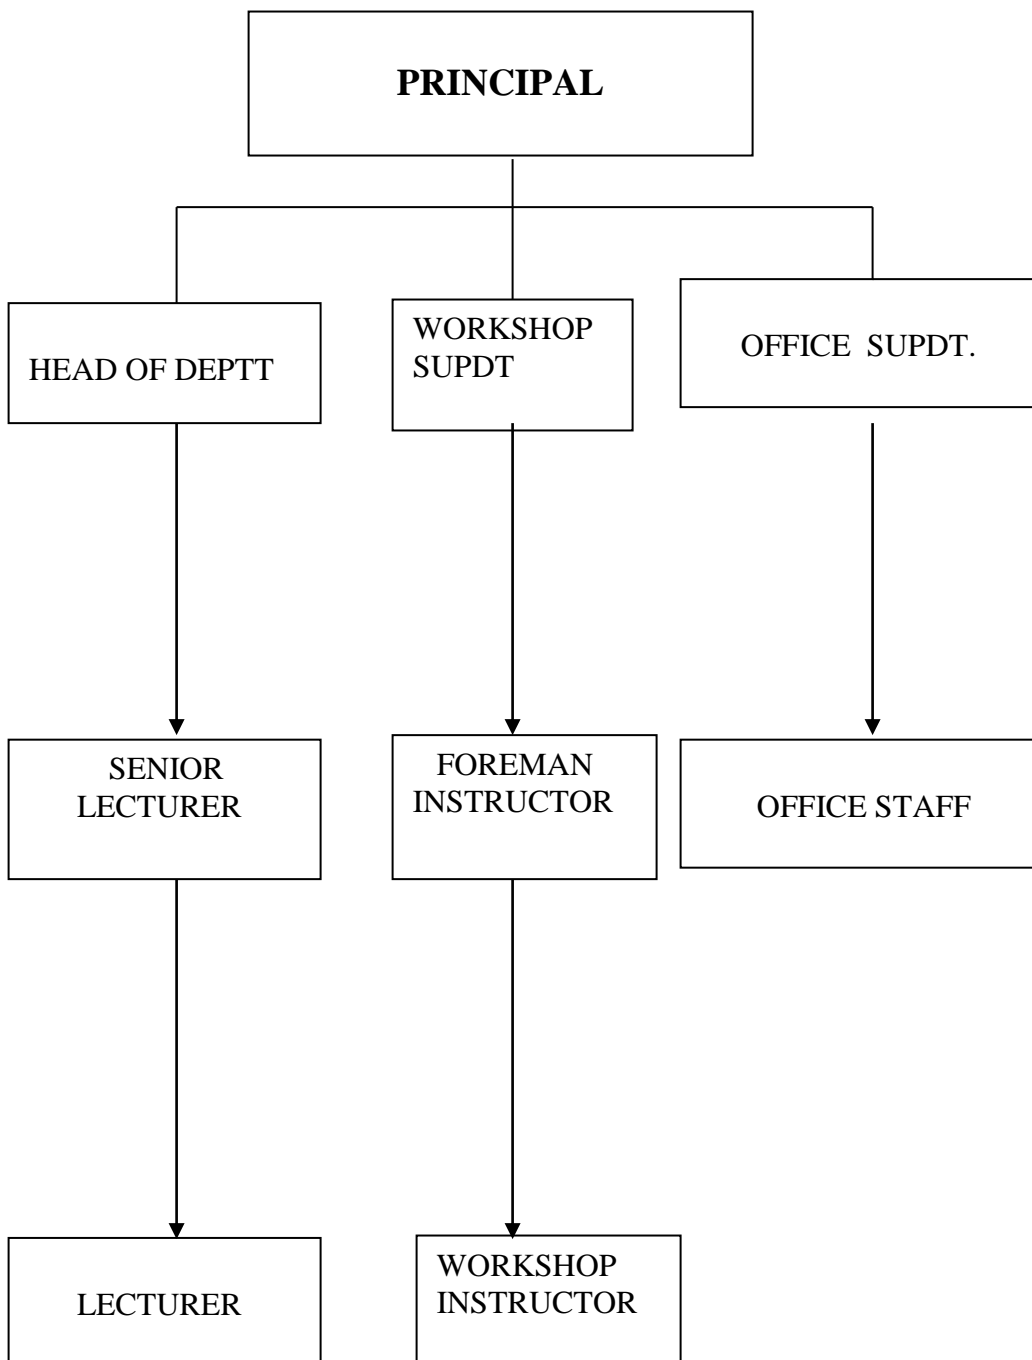 PRINCIPAL
HEAD OF DEPTT
WORKSHOP
SUPDT
OFFICE SUPDT.
SENIOR
LECTURER
FOREMAN
INSTRUCTOR
OFFICE STAFF
LECTURER
WORKSHOP
INSTRUCTOR